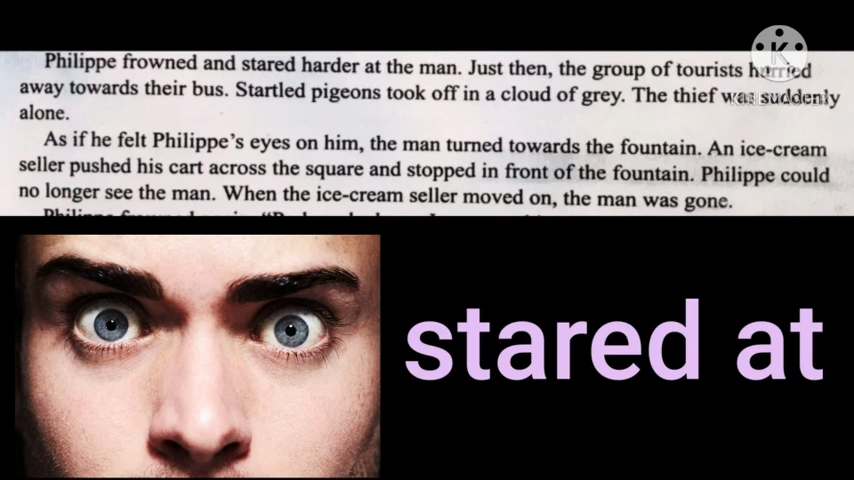 Philippe frowned and stared harder at the man. Just then, the group of tourists hurried
away towards their bus. Startled pigeons took off in a cloud of grey. The thief was suddenly
alone.
As if he felt Philippe's eyes on him, the man turned towards the fountain. An ice-cream
seller pushed his cart across the square and stopped in front of the fountain. Philippe could
no longer see the man. When the ice-cream seller moved on, the man was gone.
K
KINEMASTER
stared at